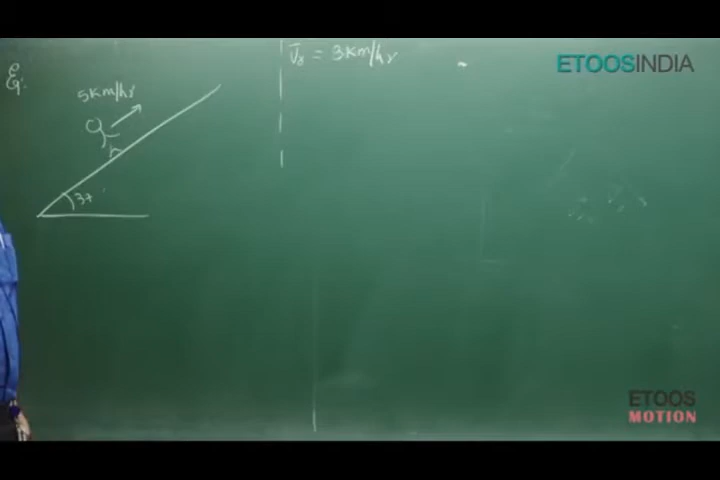 Eg:
5Km/hr
37
V̄r = 3Km/hr
ETOOSINDIA
ETOOS
MOTION